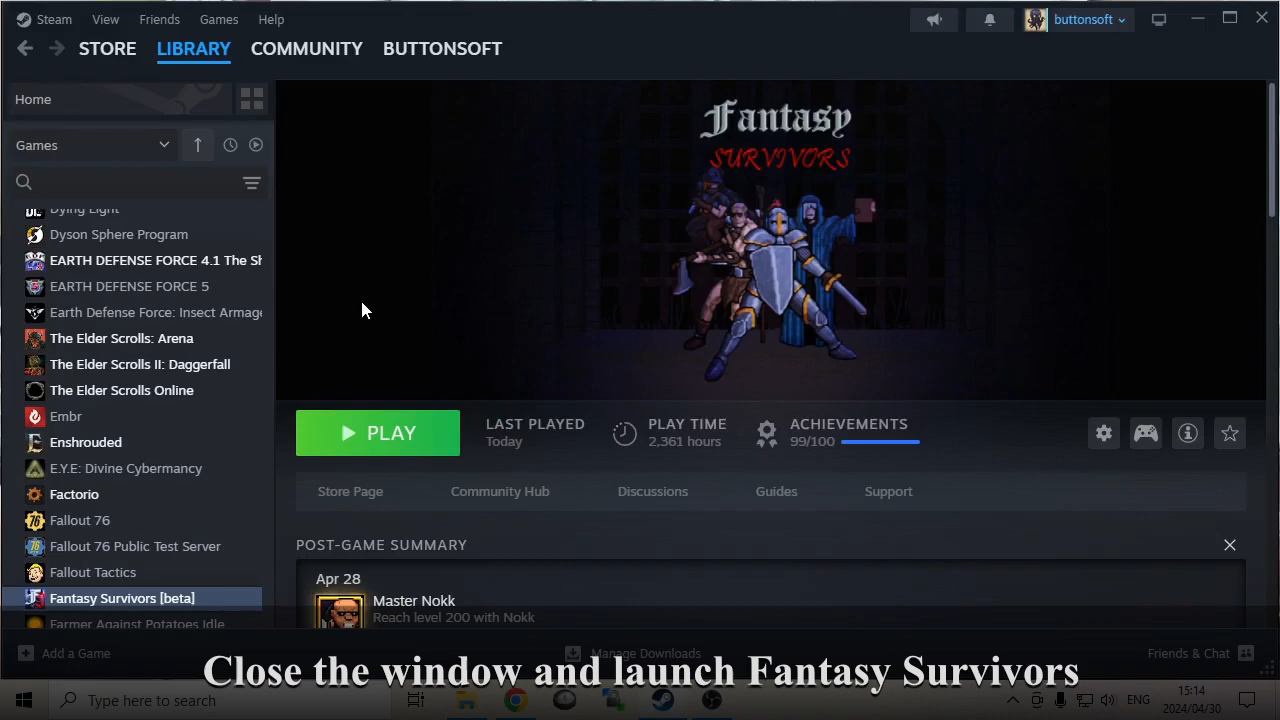 Steam View Friends Games Help
buttonsoft
STORE LIBRARY COMMUNITY BUTTONSOFT
Home
Games
Dying Light
Dyson Sphere Program
EARTH DEFENSE FORCE 4.1 The Sh
EARTH DEFENSE FORCE 5
Earth Defense Force: Insect Armage
The Elder Scrolls: Arena
The Elder Scrolls II: Daggerfall
The Elder Scrolls Online
Embr
Enshrouded
E.Y.E: Divine Cybermancy
Factorio
Fallout 76
Fallout 76 Public Test Server
Fallout Tactics
Fantasy Survivors [beta]
Farmer Against Potatoes Idle
Fantasy
SURVIVORS
PLAY
LAST PLAYED
Today
PLAY TIME
2,361 hours
ACHIEVEMENTS
99/100
Store Page Community Hub Discussions Guides Support
POST-GAME SUMMARY
Apr 28
Master Nokk
Reach level 200 with Nokk
Add a Game Manage Downloads Friends & Chat
Close the window and launch Fantasy Survivors
Type here to search
ENG
15:14
2024/04/30